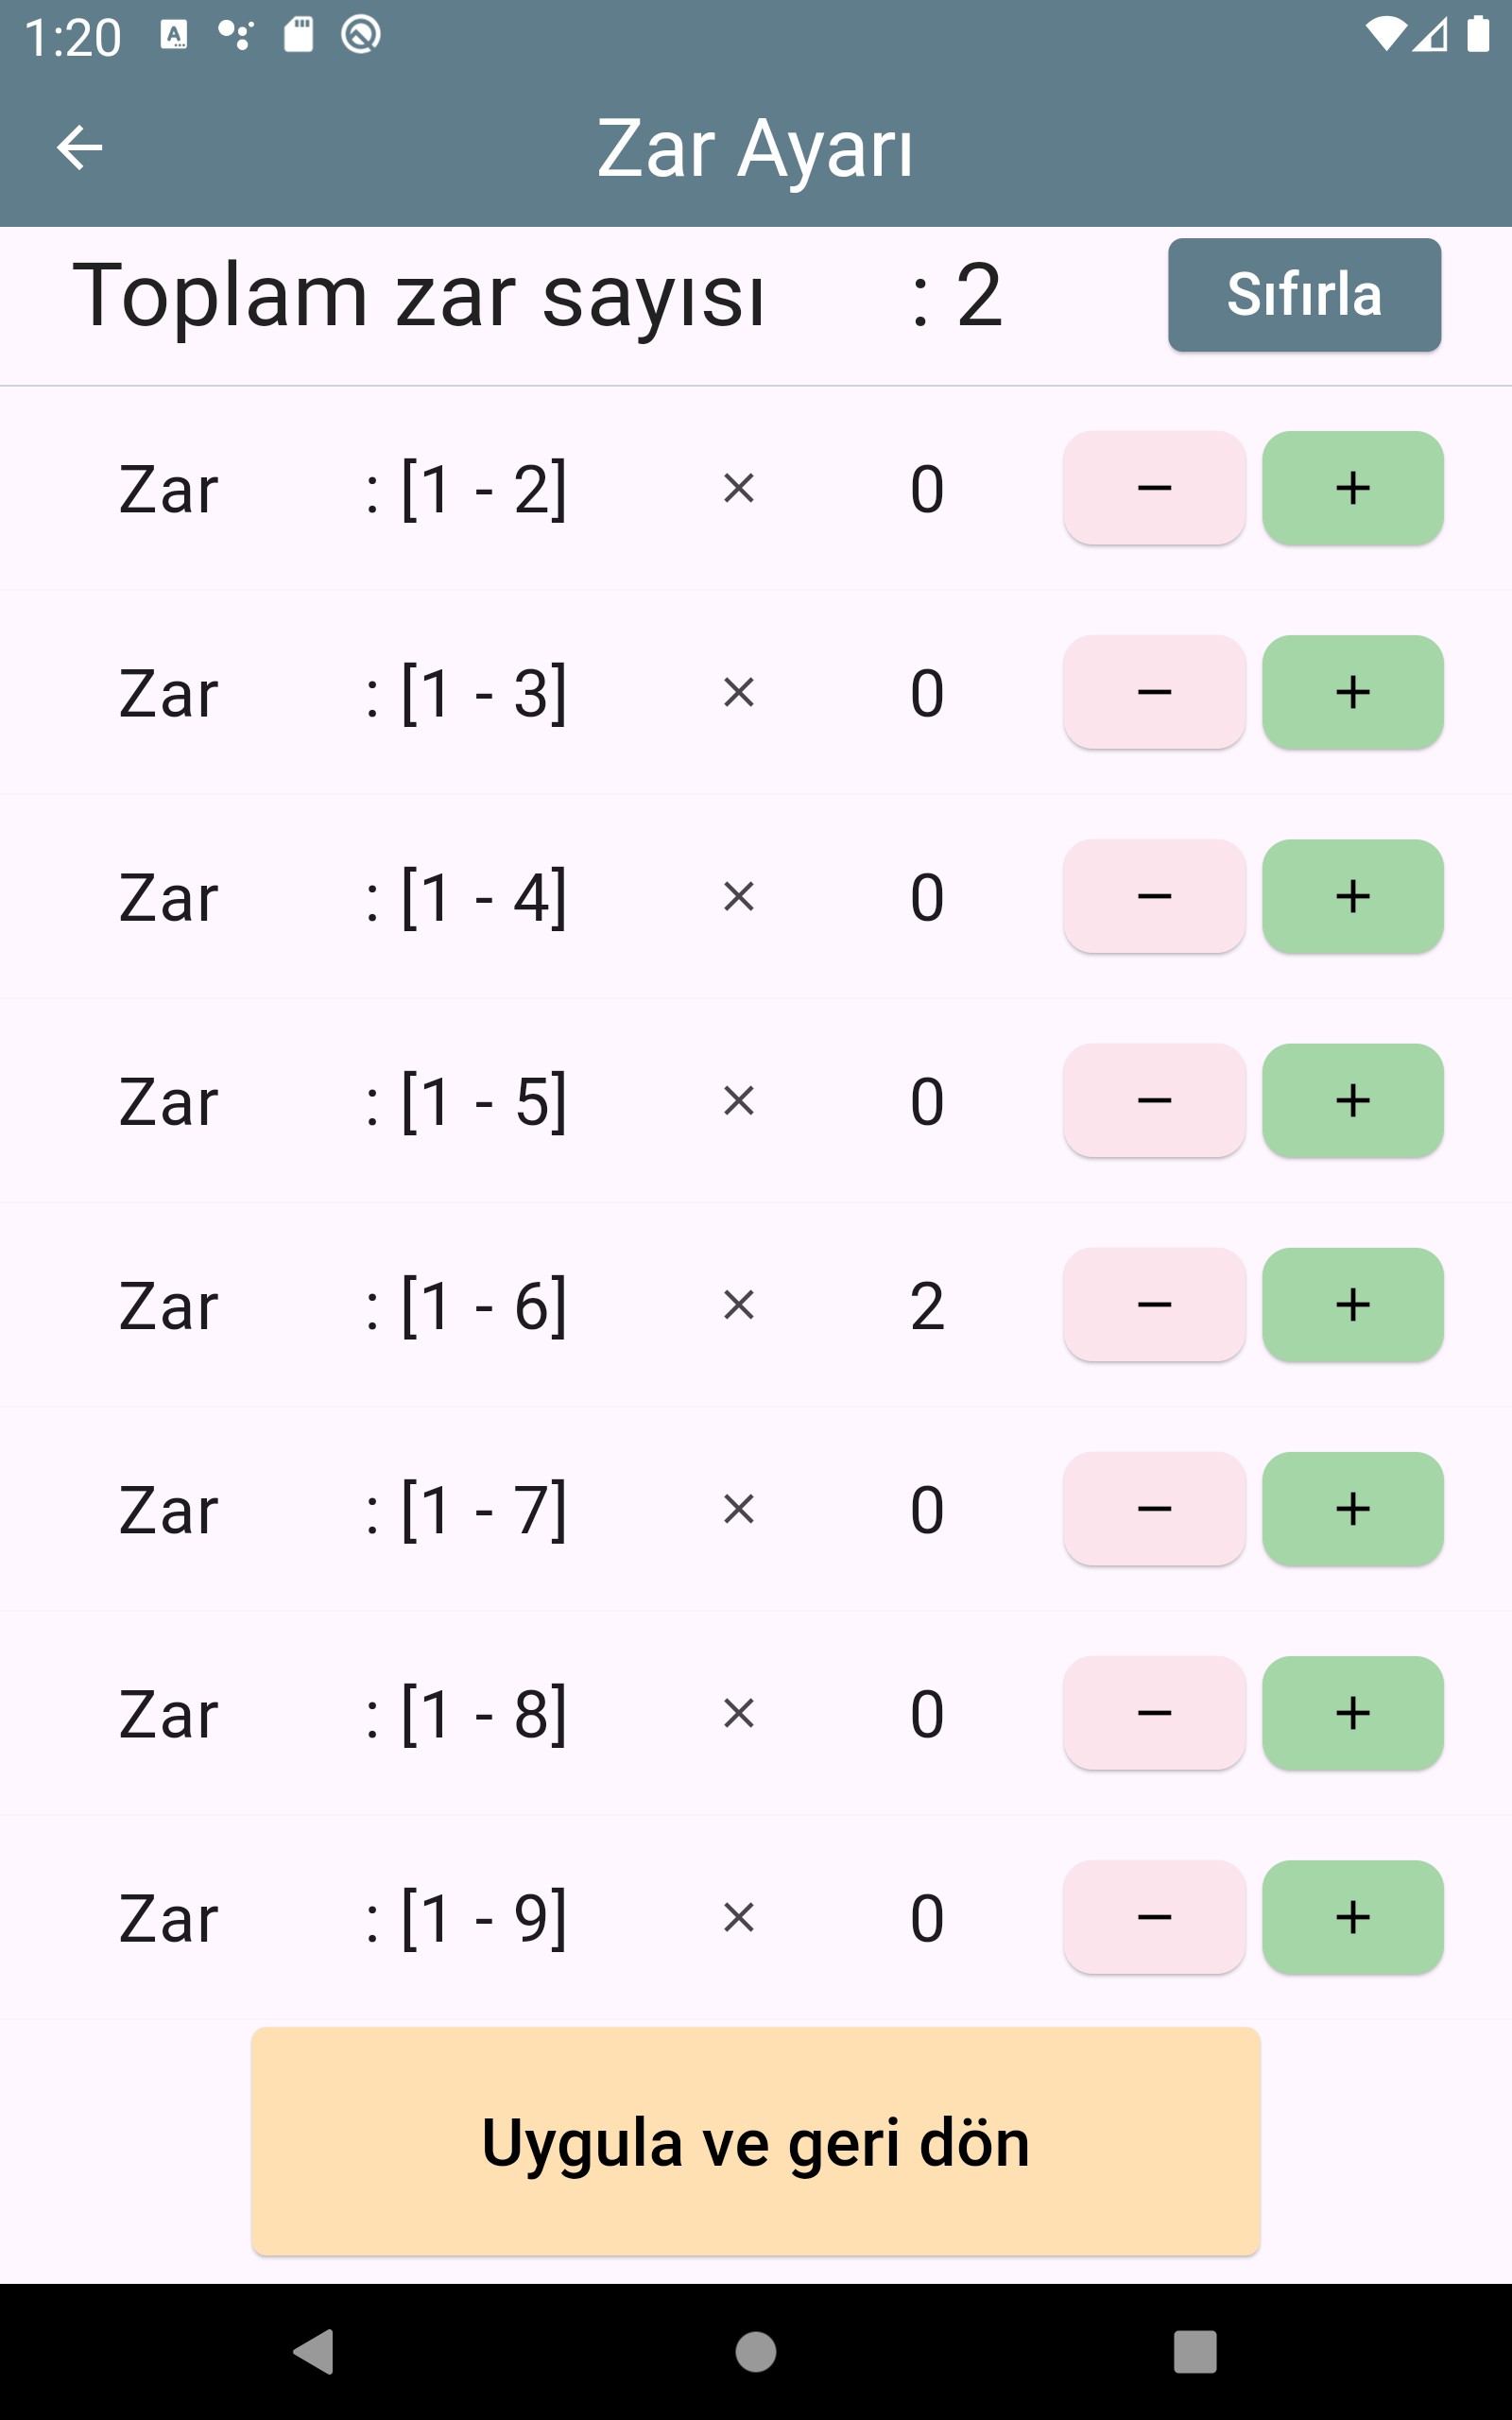 1:20
Zar Ayarı
Toplam zar sayısı : 2 Sıfırla
Zar : [1 - 2] × 0 − +
Zar : [1 - 3] × 0 − +
Zar : [1 - 4] × 0 − +
Zar : [1 - 5] × 0 − +
Zar : [1 - 6] × 2 − +
Zar : [1 - 7] × 0 − +
Zar : [1 - 8] × 0 − +
Zar : [1 - 9] × 0 − +
Uygula ve geri dön